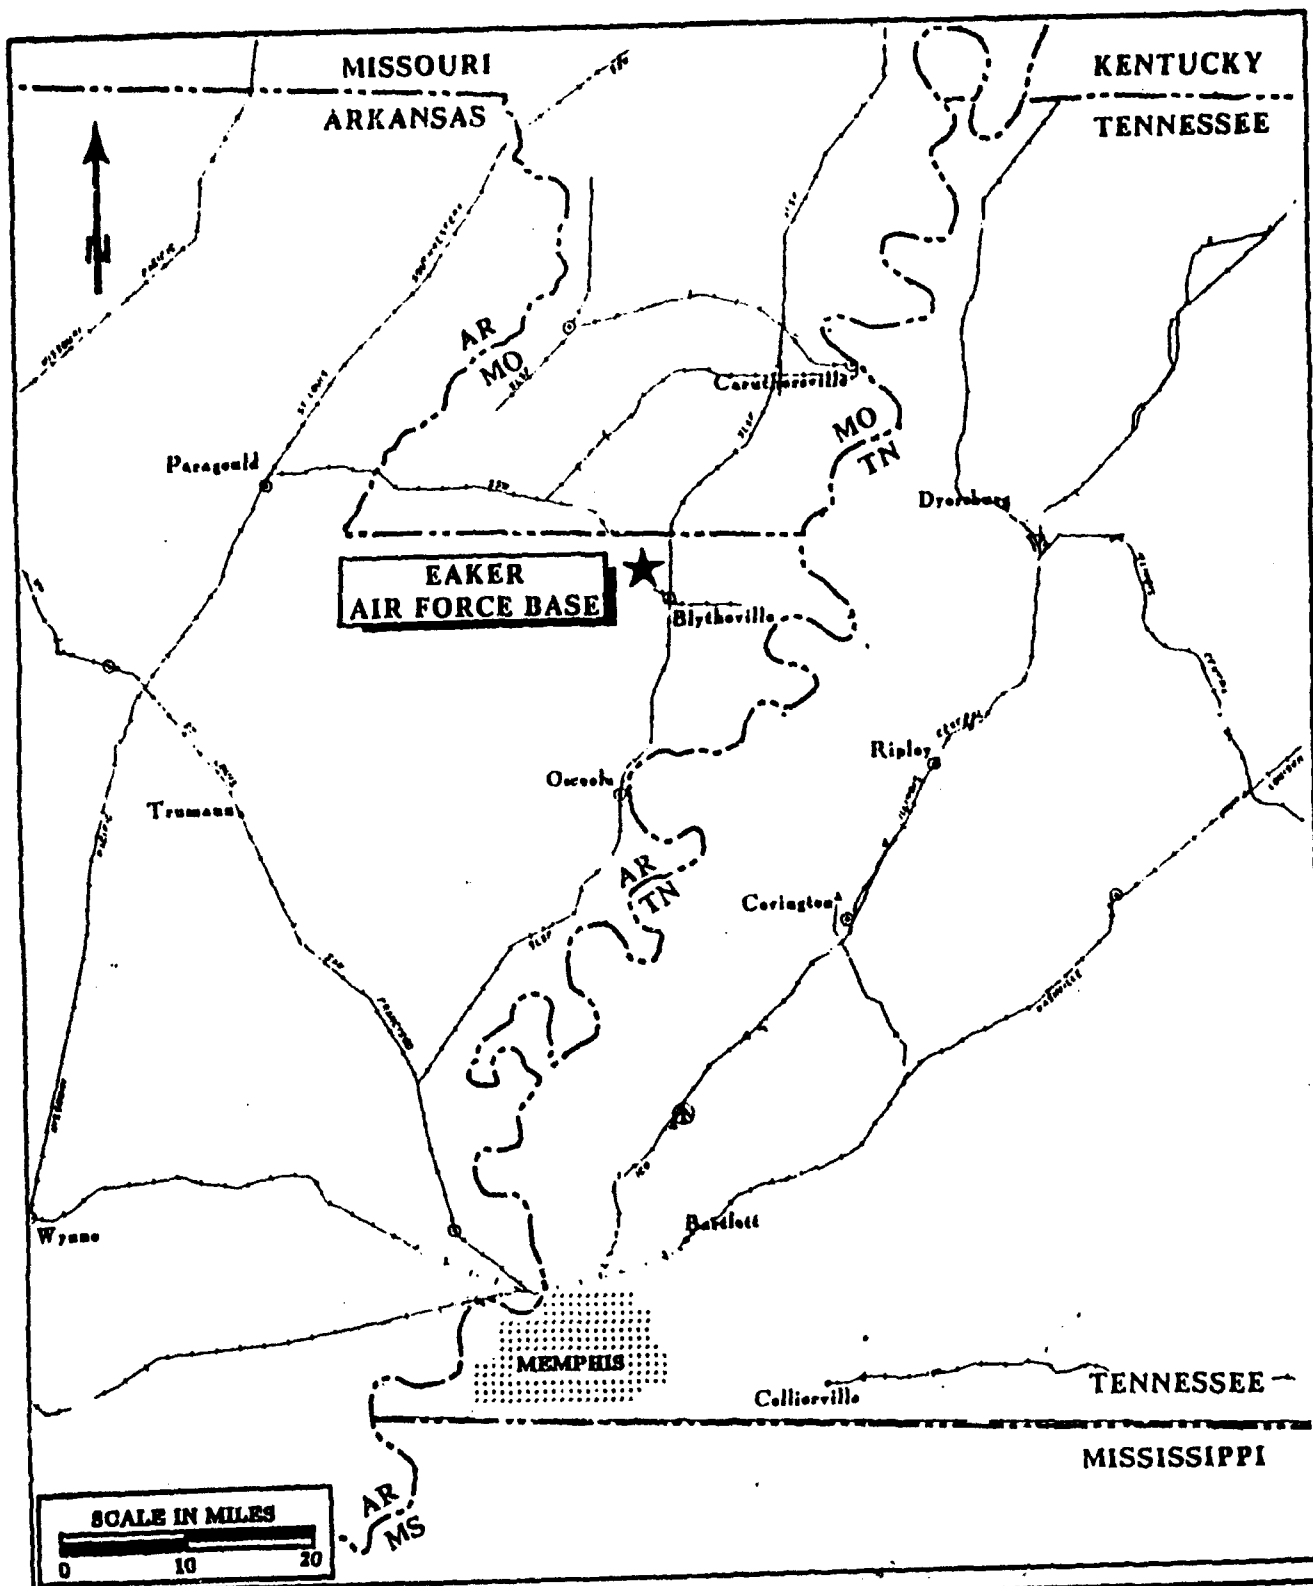 MISSOURI
ARKANSAS
KENTUCKY
TENNESSEE
N
AR
MO
Caruthersville
MO
TN
Paragould
Dyersburg
EAKER
AIR FORCE BASE
Blytheville
Ripley
Osceola
Trumann
AR
TN
Covington
Wynne
Bartlett
MEMPHIS
Collierville
TENNESSEE
MISSISSIPPI
AR
MS
SCALE IN MILES
0 10 20